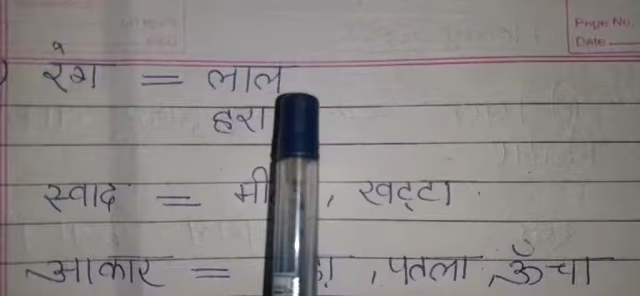 Page No.
Date
रंग = लाल
हरा
स्वाद = , खट्टा
आकार = , पतला, ऊँचा